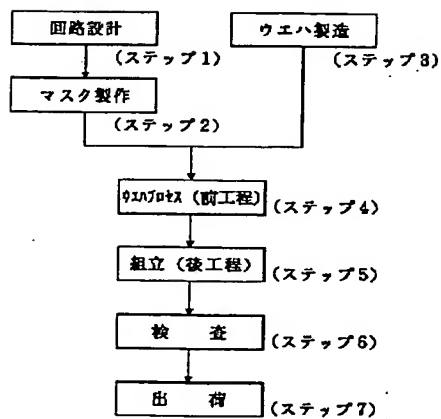 回路設計
(ステップ1)
ウエハ製造
(ステップ3)
マスク製作
(ステップ2)
ウエハプロセス(前工程)
(ステップ4)
組立(後工程)
(ステップ5)
検査
(ステップ6)
出荷
(ステップ7)